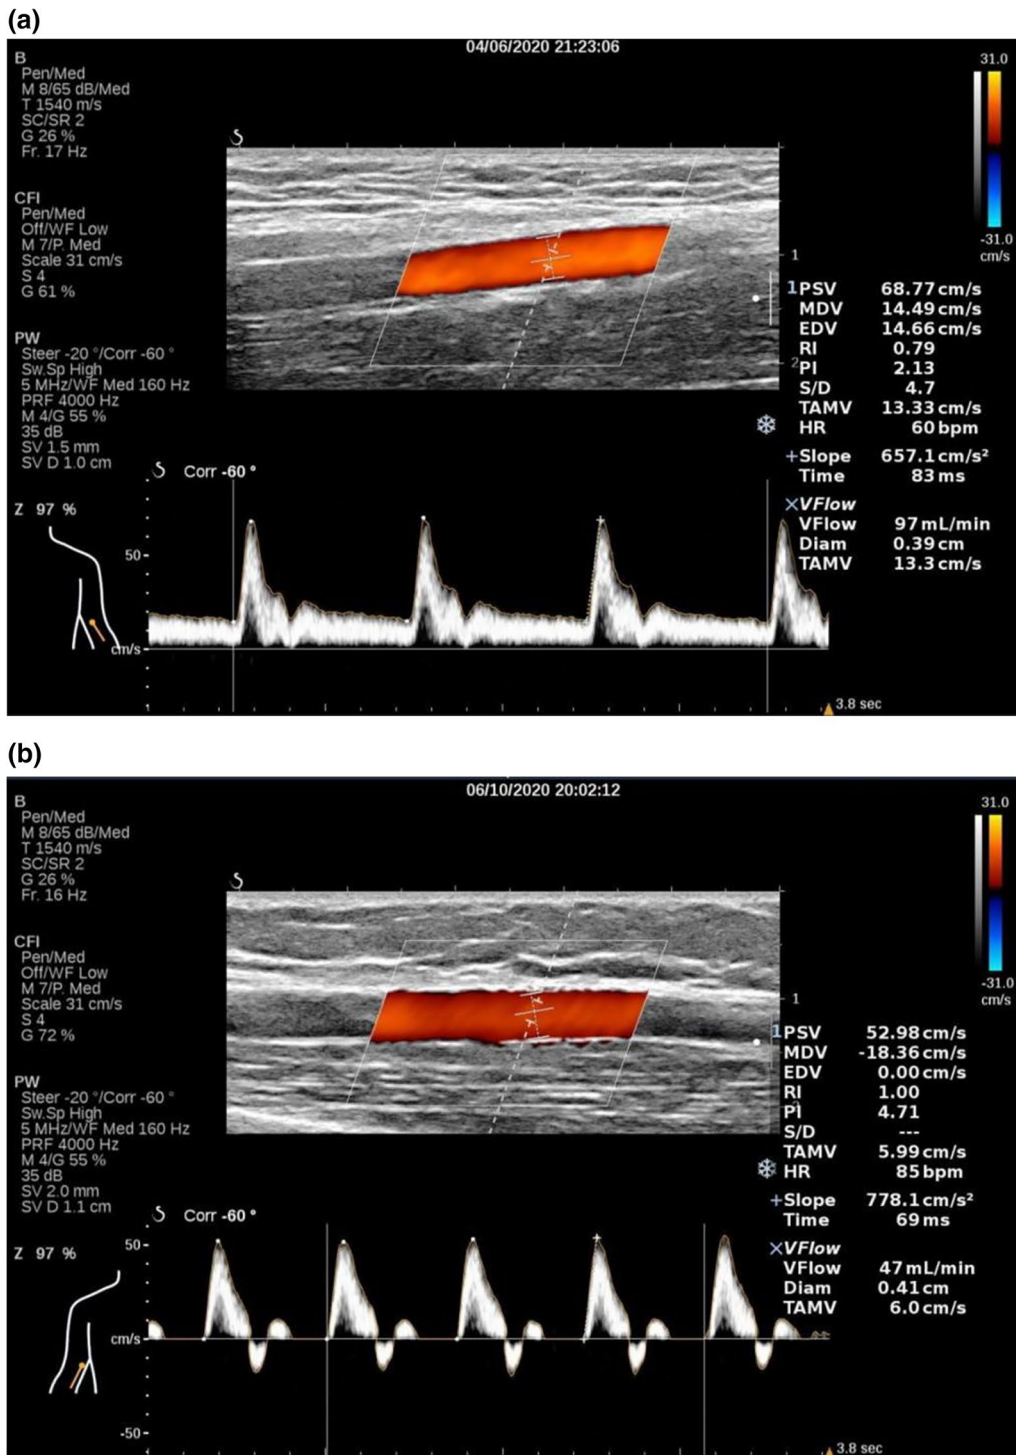 (a)
04/06/2020 21:23:06
B
Pen/Med
M 8/65 dB/Med
T 1540 m/s
SC/SR 2
G 26 %
Fr. 17 Hz
CFI
Pen/Med
Off/WF Low
M 7/P. Med
Scale 31 cm/s
S 4
G 61 %
PW
Steer -20 °/Corr -60 °
Sw.Sp High
5 MHz/WF Med 160 Hz
PRF 4000 Hz
M 4/G 55 %
35 dB
SV 1.5 mm
SV D 1.0 cm
Z 97 %
31.0
-31.0
cm/s
1
2
1 PSV 68.77 cm/s
MDV 14.49 cm/s
EDV 14.66 cm/s
RI 0.79
PI 2.13
S/D 4.7
TAMV 13.33 cm/s
HR 60 bpm
+Slope 657.1 cm/s²
Time 83 ms
×VFlow
VFlow 97 mL/min
Diam 0.39 cm
TAMV 13.3 cm/s
Corr -60 °
50
cm/s
3.8 sec
(b)
06/10/2020 20:02:12
B
Pen/Med
M 8/65 dB/Med
T 1540 m/s
SC/SR 2
G 26 %
Fr. 16 Hz
CFI
Pen/Med
Off/WF Low
M 7/P. Med
Scale 31 cm/s
S 4
G 72 %
PW
Steer -20 °/Corr -60 °
Sw.Sp High
5 MHz/WF Med 160 Hz
PRF 4000 Hz
M 4/G 55 %
35 dB
SV 2.0 mm
SV D 1.1 cm
Z 97 %
31.0
-31.0
cm/s
1
1 PSV 52.98 cm/s
MDV -18.36 cm/s
EDV 0.00 cm/s
RI 1.00
PI 4.71
S/D ---
TAMV 5.99 cm/s
HR 85 bpm
+Slope 778.1 cm/s²
Time 69 ms
×VFlow
VFlow 47 mL/min
Diam 0.41 cm
TAMV 6.0 cm/s
Corr -60 °
50
cm/s
-50
3.8 sec